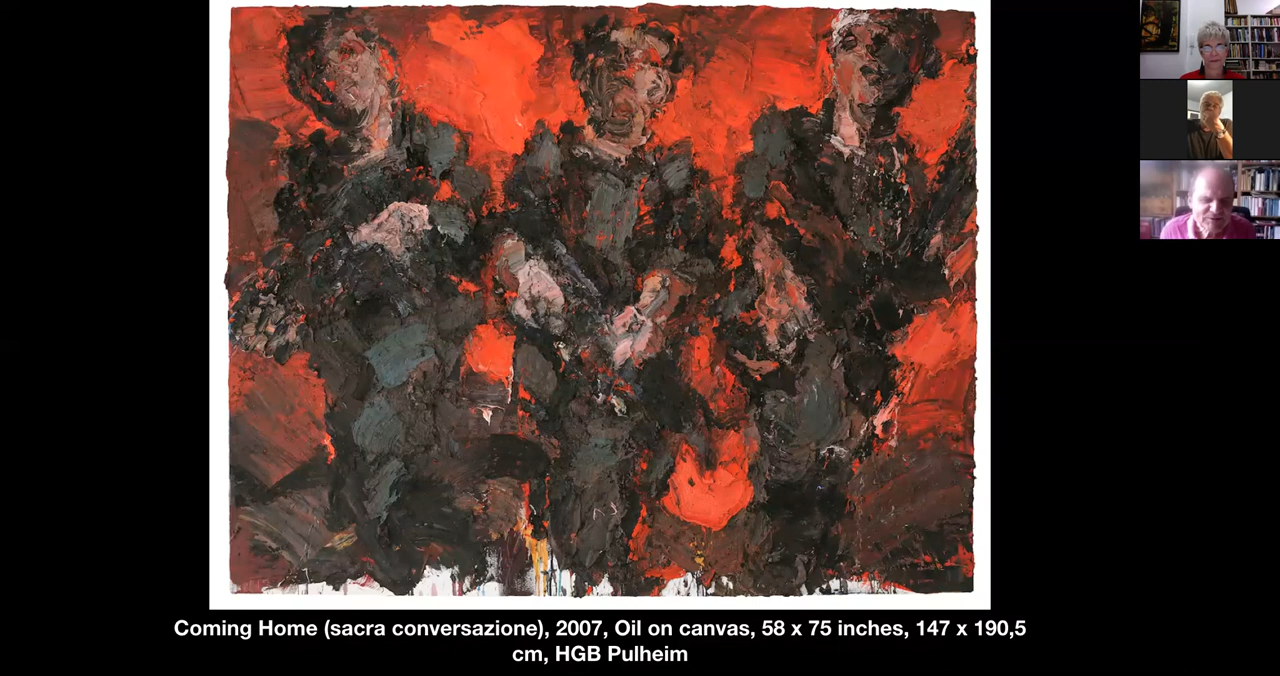 Coming Home (sacra conversazione), 2007, Oil on canvas, 58 x 75 inches, 147 x 190,5
cm, HGB Pulheim